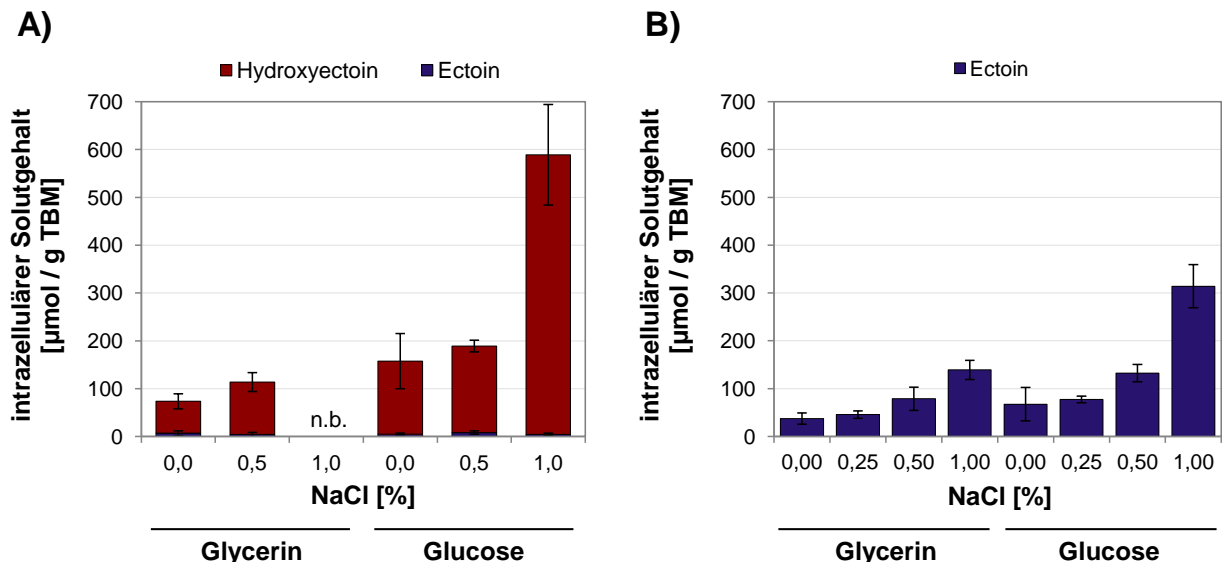 A)
Hydroxyectoin Ectoin
intrazellulärer Solutgehalt
[µmol / g TBM]
700
600
500
400
300
200
100
0
n.b.
0,0 0,5 1,0 0,0 0,5 1,0
NaCl [%]
Glycerin Glucose
B)
Ectoin
intrazellulärer Solutgehalt
[µmol / g TBM]
700
600
500
400
300
200
100
0
0,00 0,25 0,50 1,00 0,00 0,25 0,50 1,00
NaCl [%]
Glycerin Glucose